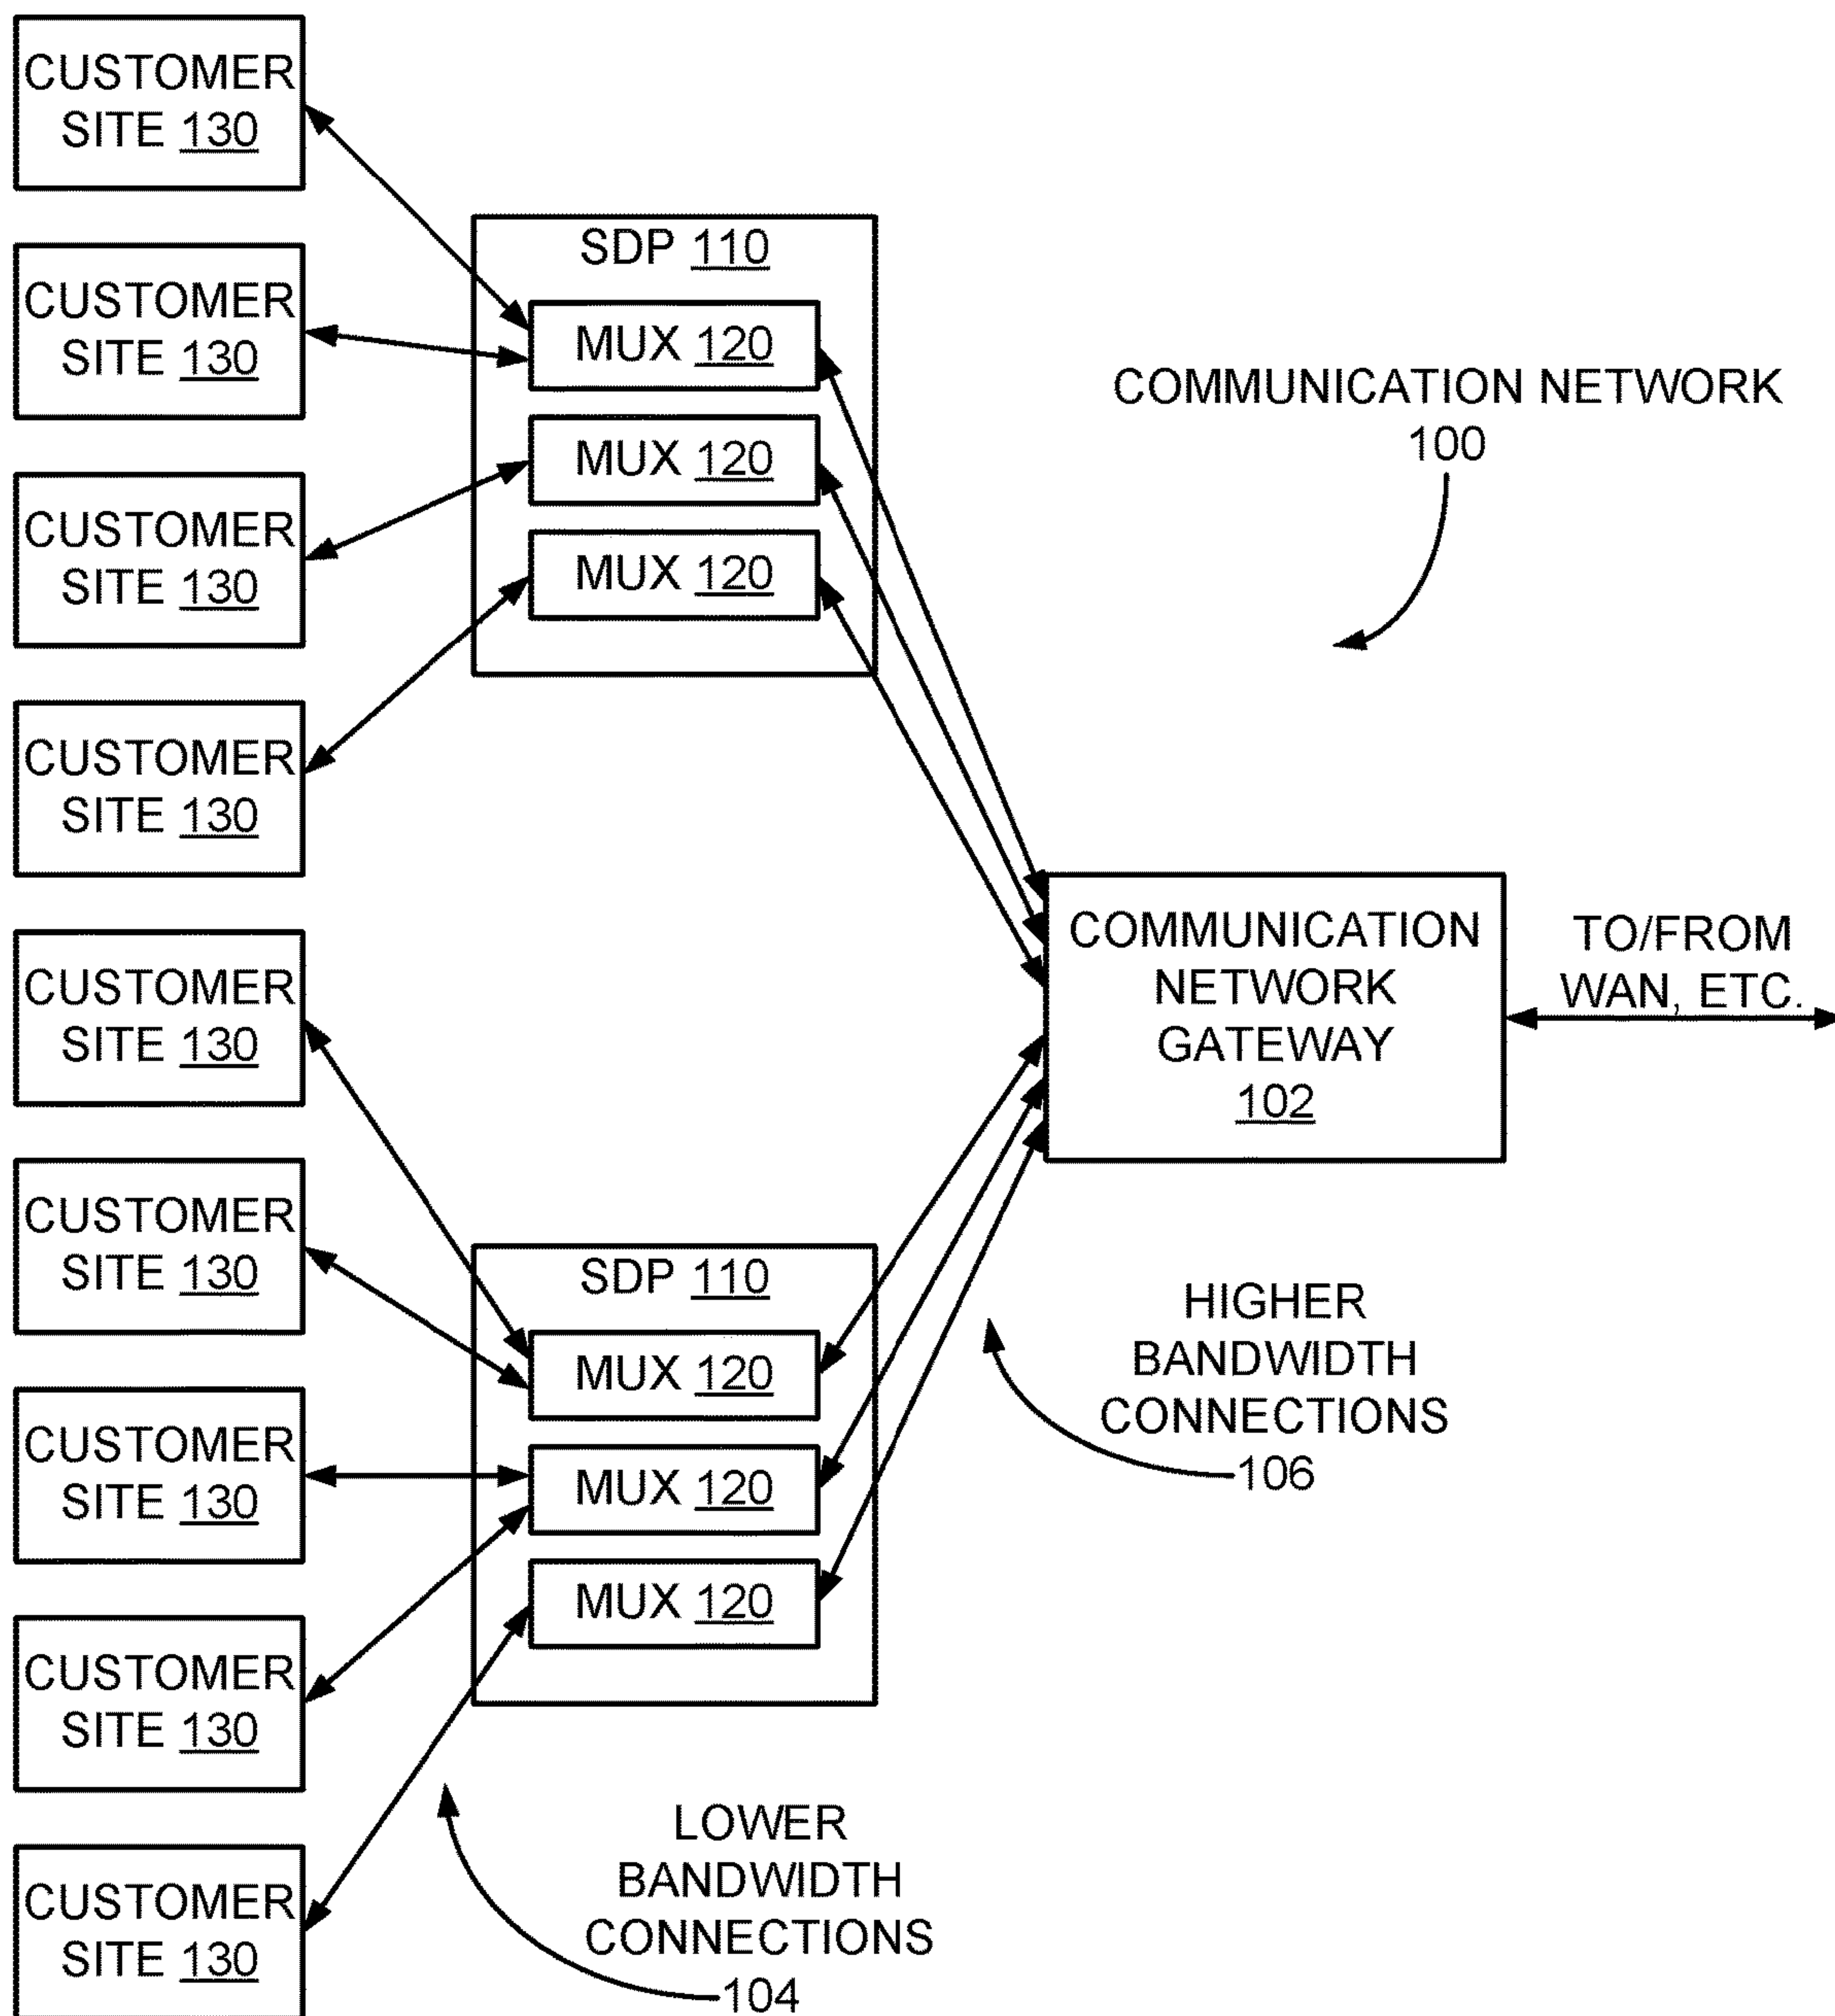 CUSTOMER
SITE 130
CUSTOMER
SITE 130
CUSTOMER
SITE 130
CUSTOMER
SITE 130
CUSTOMER
SITE 130
CUSTOMER
SITE 130
CUSTOMER
SITE 130
CUSTOMER
SITE 130
CUSTOMER
SITE 130
SDP 110
MUX 120
MUX 120
MUX 120
SDP 110
MUX 120
MUX 120
MUX 120
LOWER
BANDWIDTH
CONNECTIONS
104
COMMUNICATION NETWORK
100
COMMUNICATION
NETWORK
GATEWAY
102
TO/FROM
WAN, ETC.
HIGHER
BANDWIDTH
CONNECTIONS
106